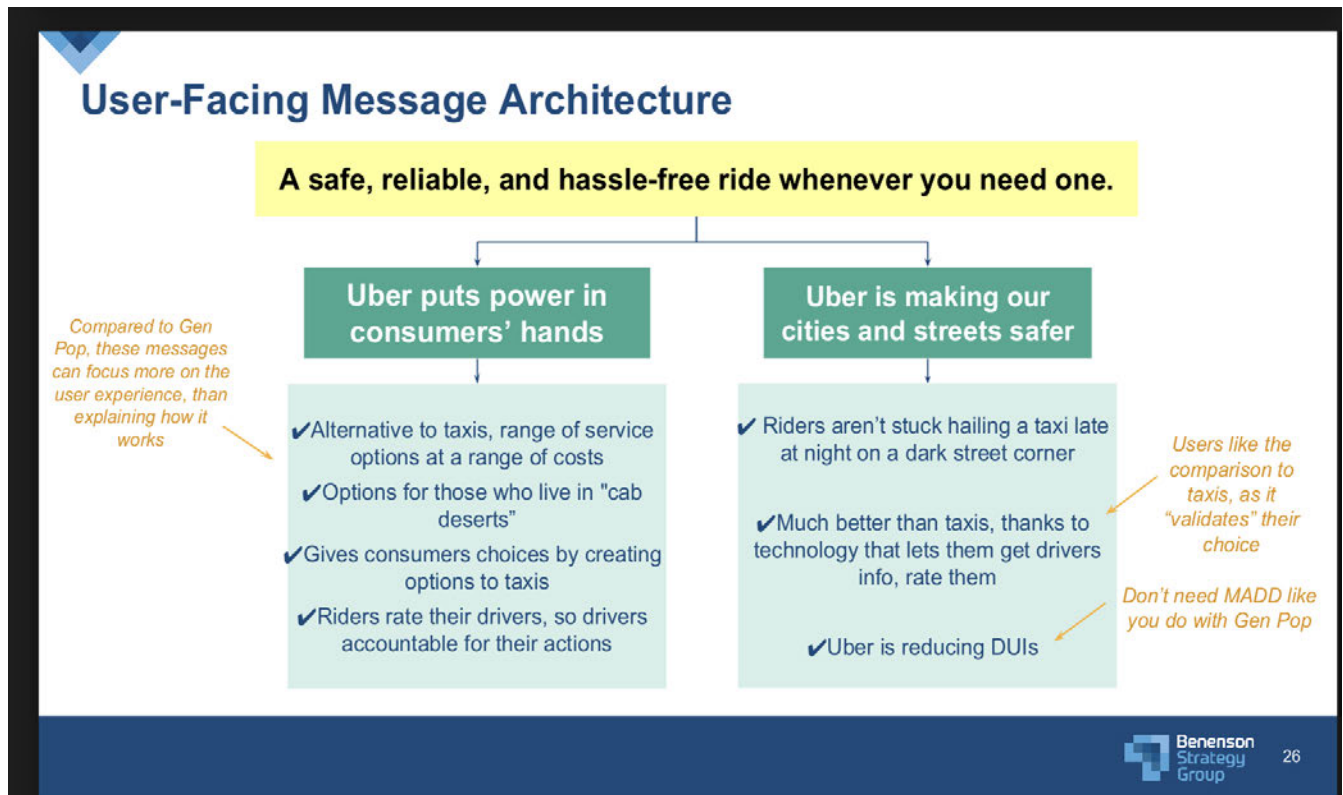 User-Facing Message Architecture
A safe, reliable, and hassle-free ride whenever you need one.
Uber puts power in
consumers’ hands
Uber is making our
cities and streets safer
Compared to Gen
Pop, these messages
can focus more on the
user experience, than
explaining how it
works
✔Alternative to taxis, range of service
options at a range of costs
✔Options for those who live in "cab
deserts”
✔Gives consumers choices by creating
options to taxis
✔Riders rate their drivers, so drivers
accountable for their actions
✔ Riders aren’t stuck hailing a taxi late
at night on a dark street corner
✔Much better than taxis, thanks to
technology that lets them get drivers
info, rate them
✔Uber is reducing DUIs
Users like the
comparison to
taxis, as it
“validates” their
choice
Don’t need MADD like
you do with Gen Pop
Benenson
Strategy
Group
26